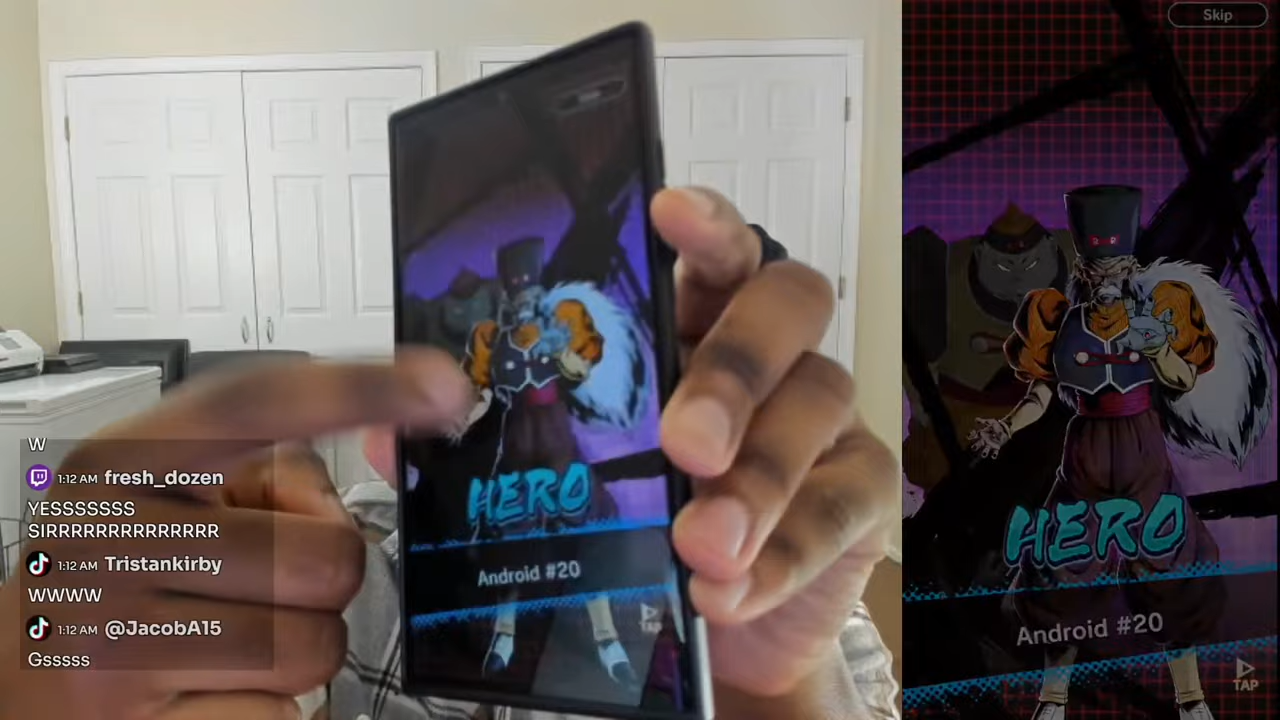 W
1:12 AM fresh_dozen
YESSSSSSS
SIRRRRRRRRRRRRRR
1:12 AM Tristankirby
WWWW
1:12 AM @JacobA15
Gsssss
HERO
Android #20
TAP
Skip
HERO
Android #20
TAP